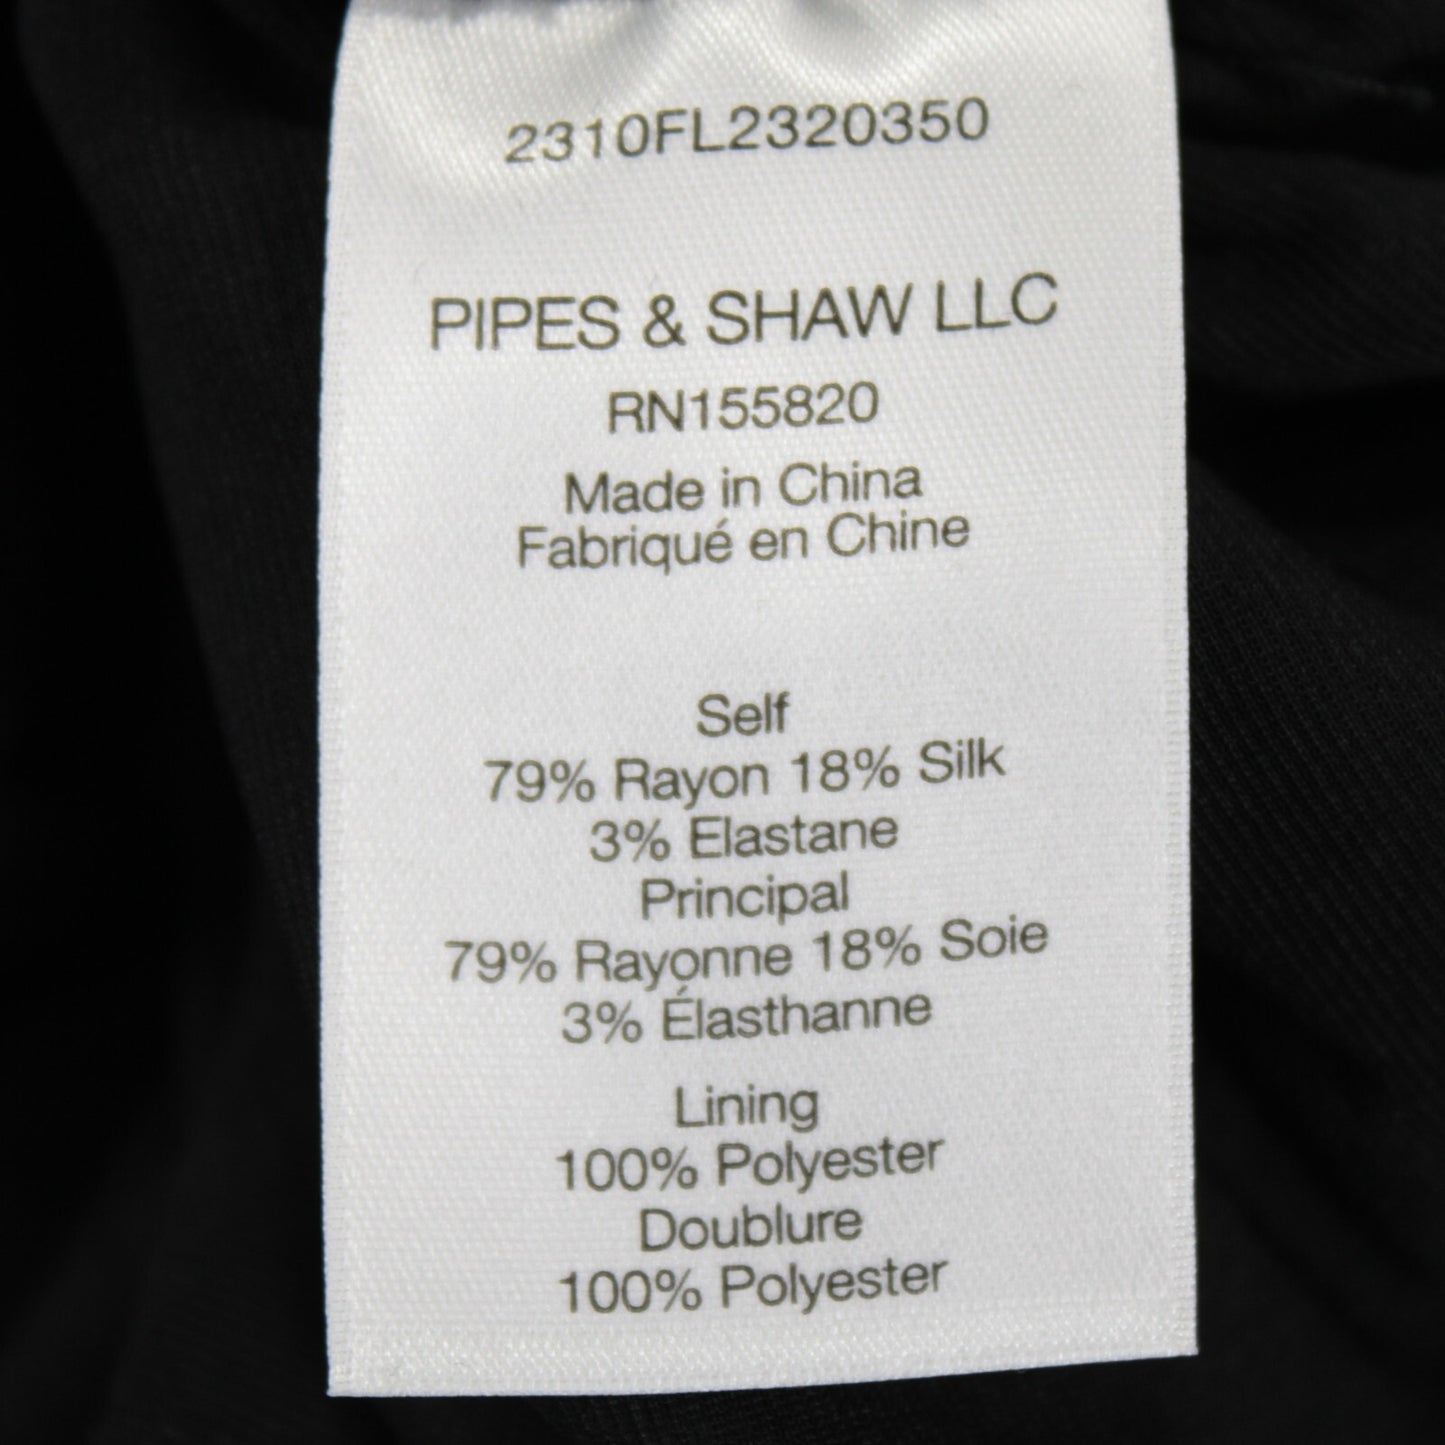 2310FL2320350
PIPES & SHAW LLC
RN155820
Made in China
Fabriqué en Chine
Self
79% Rayon 18% Silk
3% Elastane
Principal
79% Rayonne 18% Soie
3% Élasthanne
Lining
100% Polyester
Doublure
100% Polyester